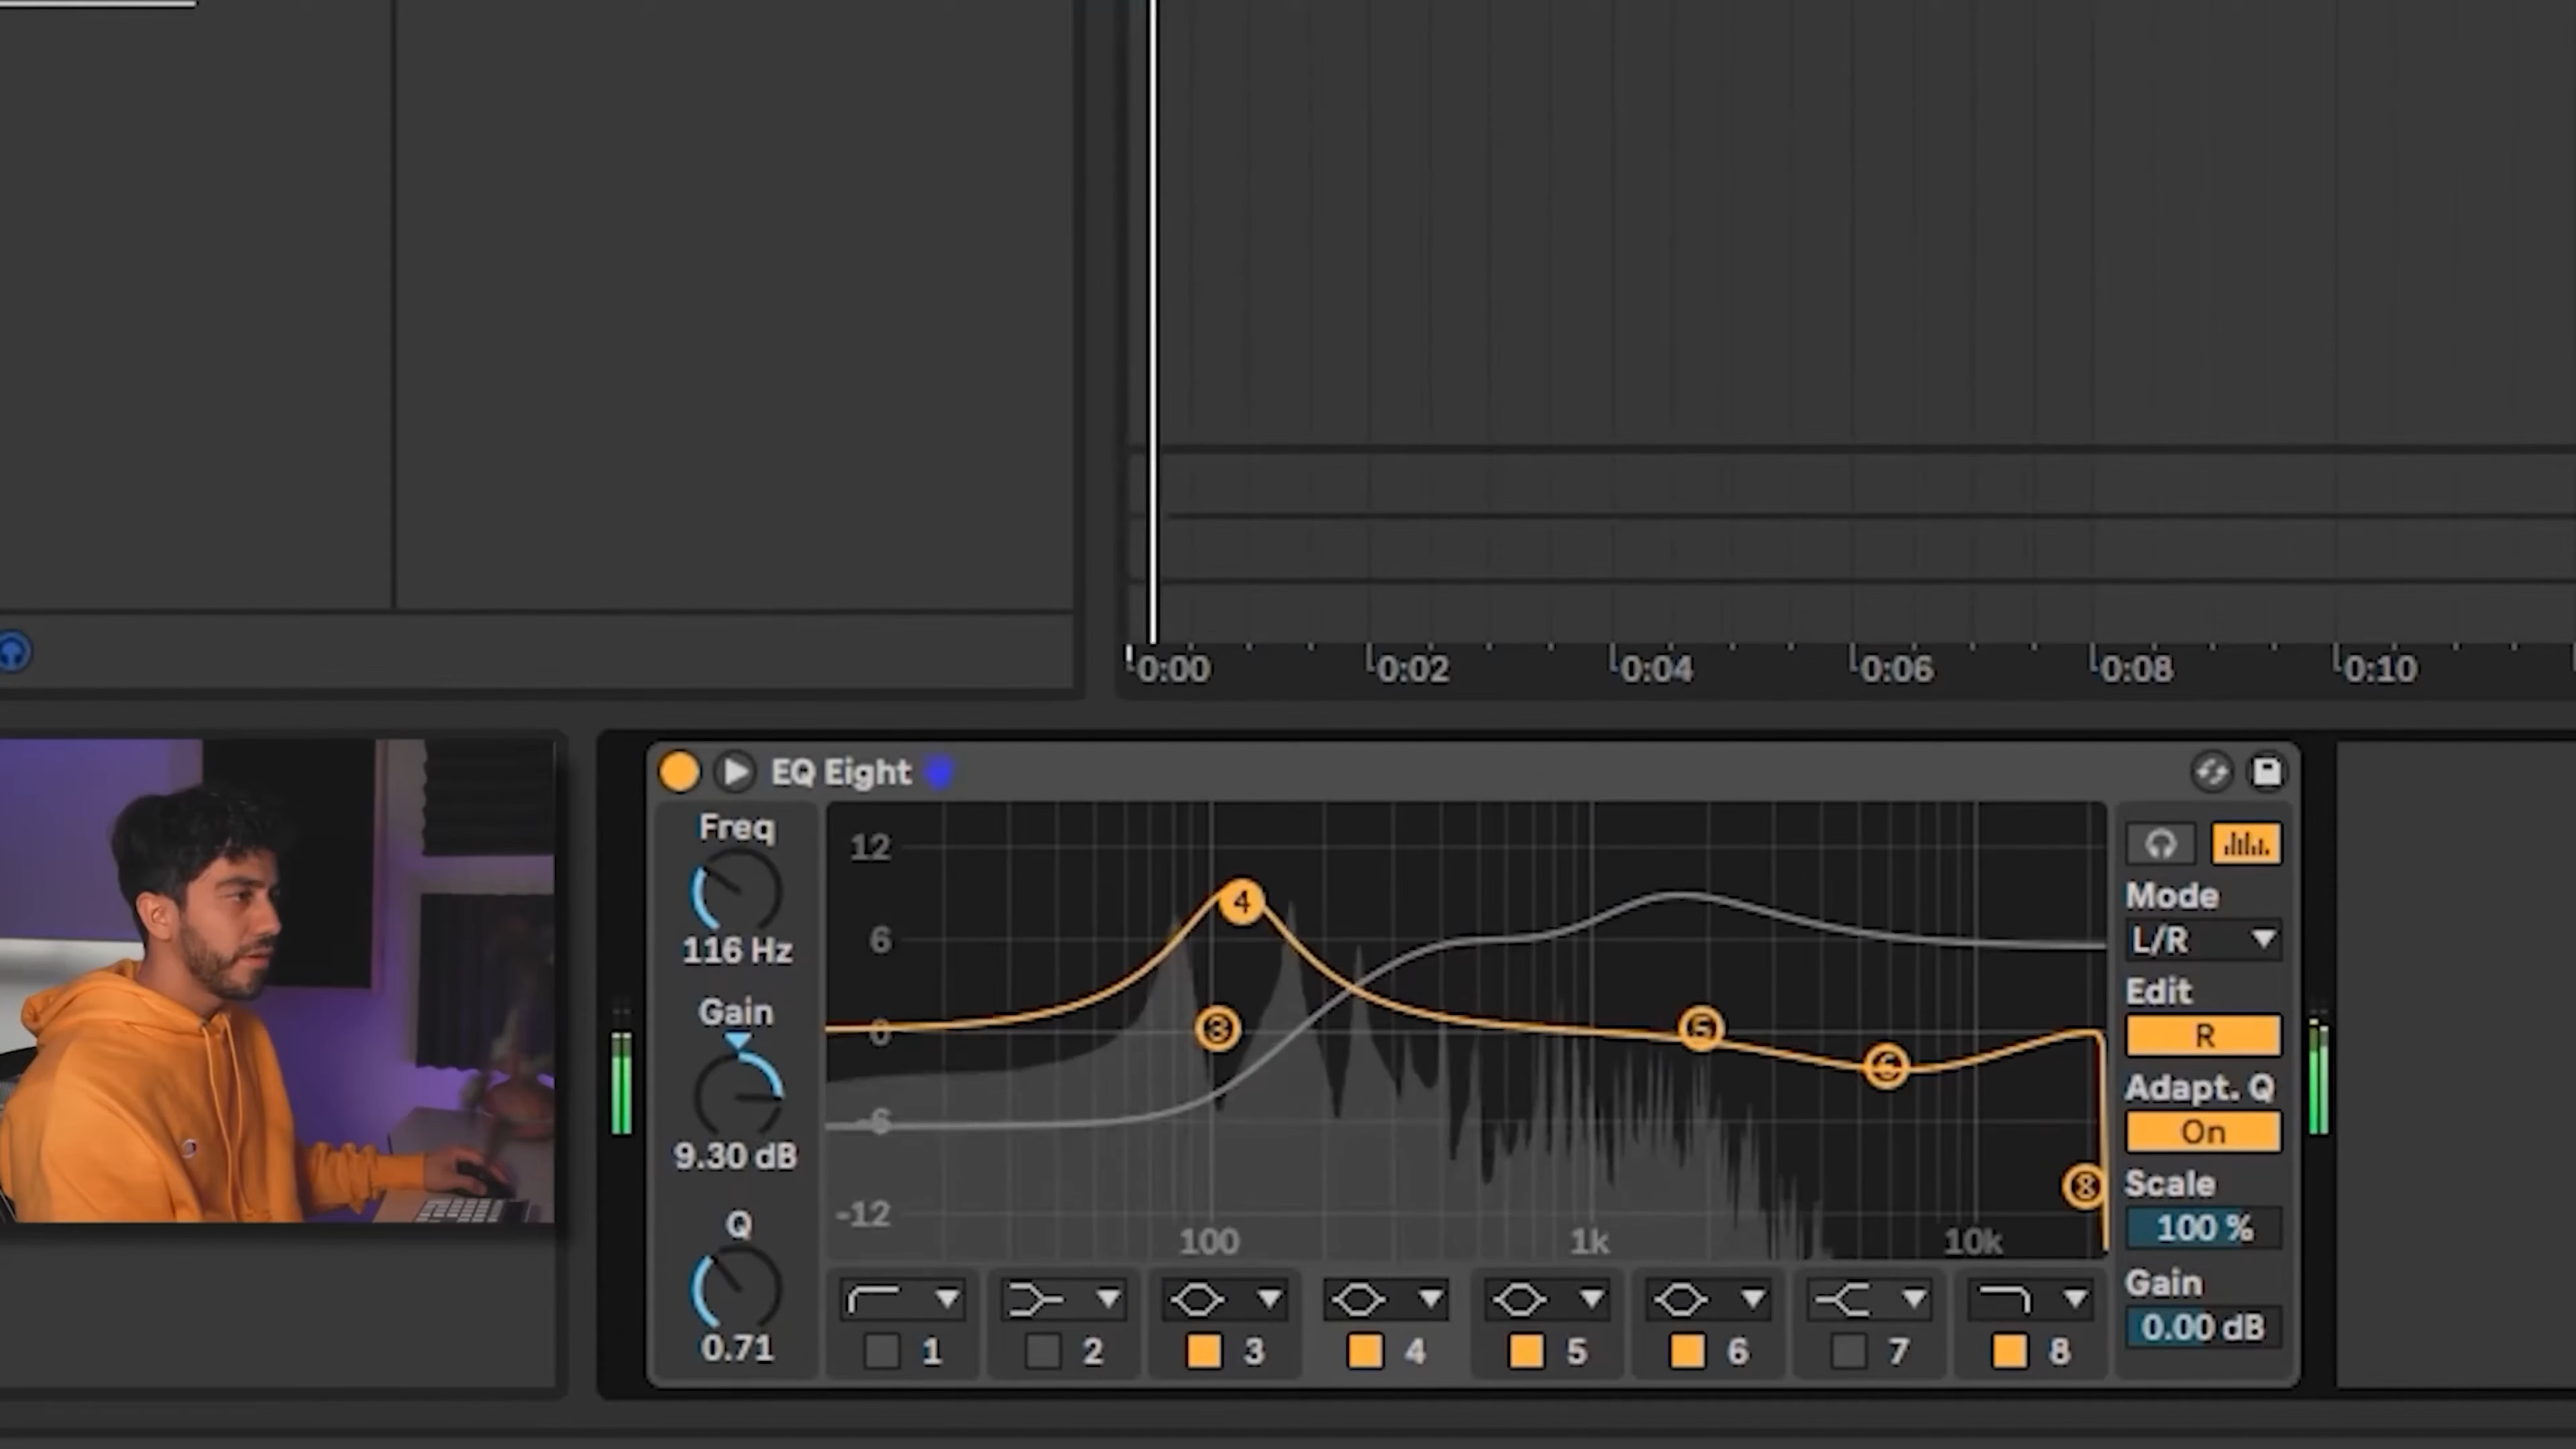 0:00 0:02 0:04 0:06 0:08 0:10
EQ Eight
Freq
116 Hz
Gain
9.30 dB
Q
0.71
12
6
0
-6
-12
100 1k 10k
4
3
5
6
8
1 2 3 4 5 6 7 8
Mode
L/R
Edit
R
Adapt. Q
On
Scale
100 %
Gain
0.00 dB